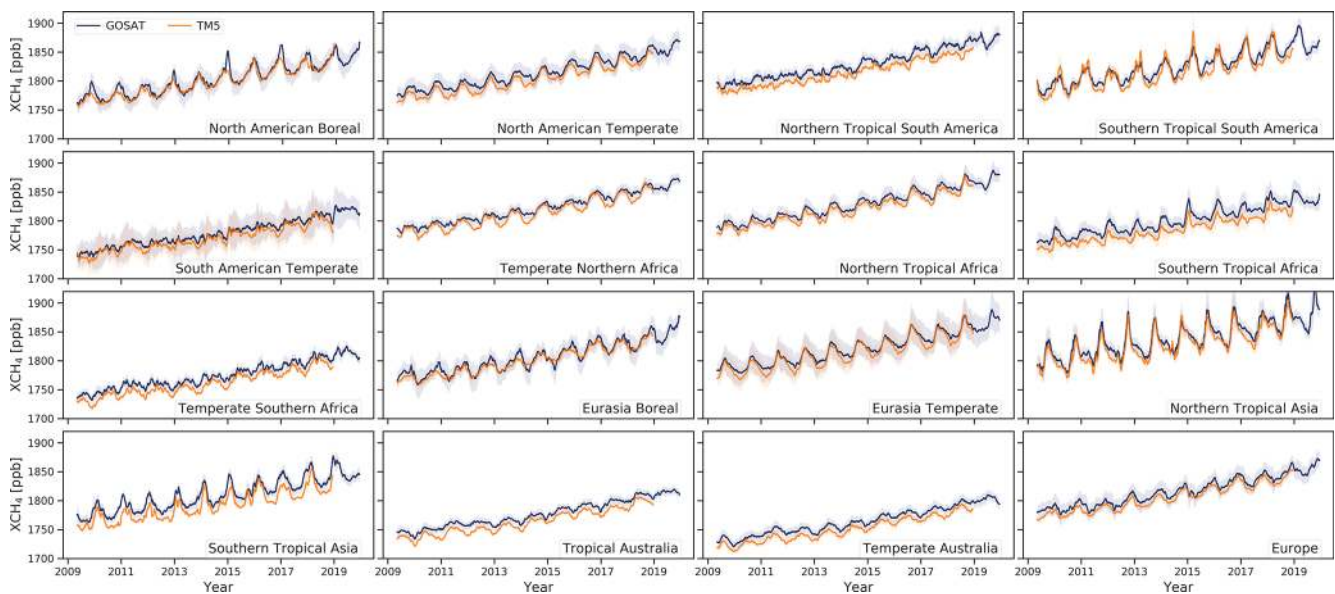 GOSAT TM5
XCH4 [ppb]
1900
1850
1800
1750
1700
North American Boreal
North American Temperate
Northern Tropical South America
Southern Tropical South America
XCH4 [ppb]
1900
1850
1800
1750
1700
South American Temperate
Temperate Northern Africa
Northern Tropical Africa
Southern Tropical Africa
XCH4 [ppb]
1900
1850
1800
1750
1700
Temperate Southern Africa
Eurasia Boreal
Eurasia Temperate
Northern Tropical Asia
XCH4 [ppb]
1900
1850
1800
1750
1700
Southern Tropical Asia
Tropical Australia
Temperate Australia
Europe
2009 2011 2013 2015 2017 2019
2009 2011 2013 2015 2017 2019
2009 2011 2013 2015 2017 2019
2009 2011 2013 2015 2017 2019
Year
Year
Year
Year